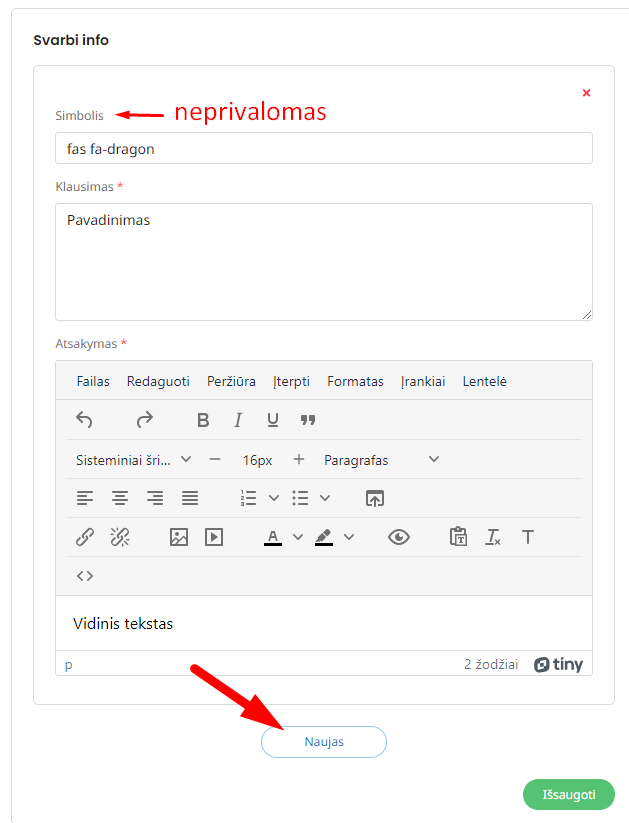 Svarbi info
Simbolis neprivalomas
fas fa-dragon
Klausimas *
Pavadinimas
Atsakymas *
Failas Redaguoti Peržiūra Įterpti Formatas Įrankiai Lentelė
B I U
Sisteminiai šri... 16px Paragrafas
A
T
Vidinis tekstas
p 2 žodžiai tiny
Naujas
Išsaugoti